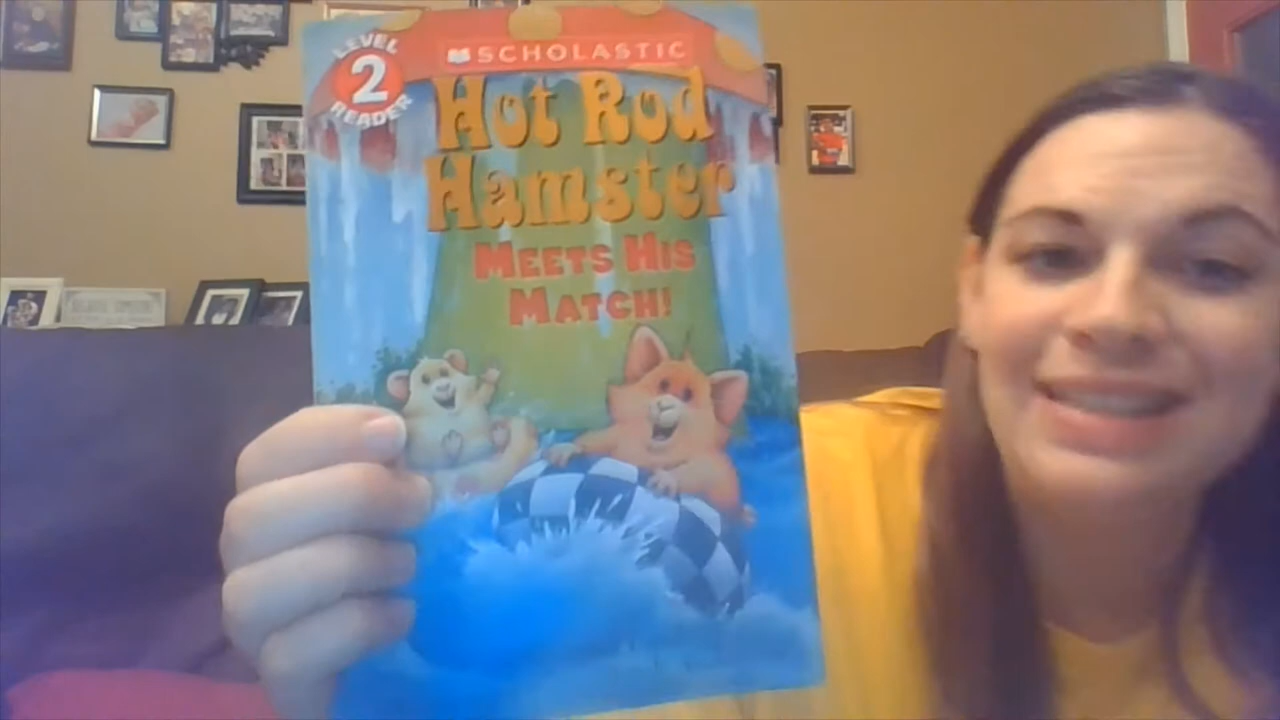 LEVEL
2
READER
SCHOLASTIC
Hot Rod
Hamster
MEETS HIS
MATCH!